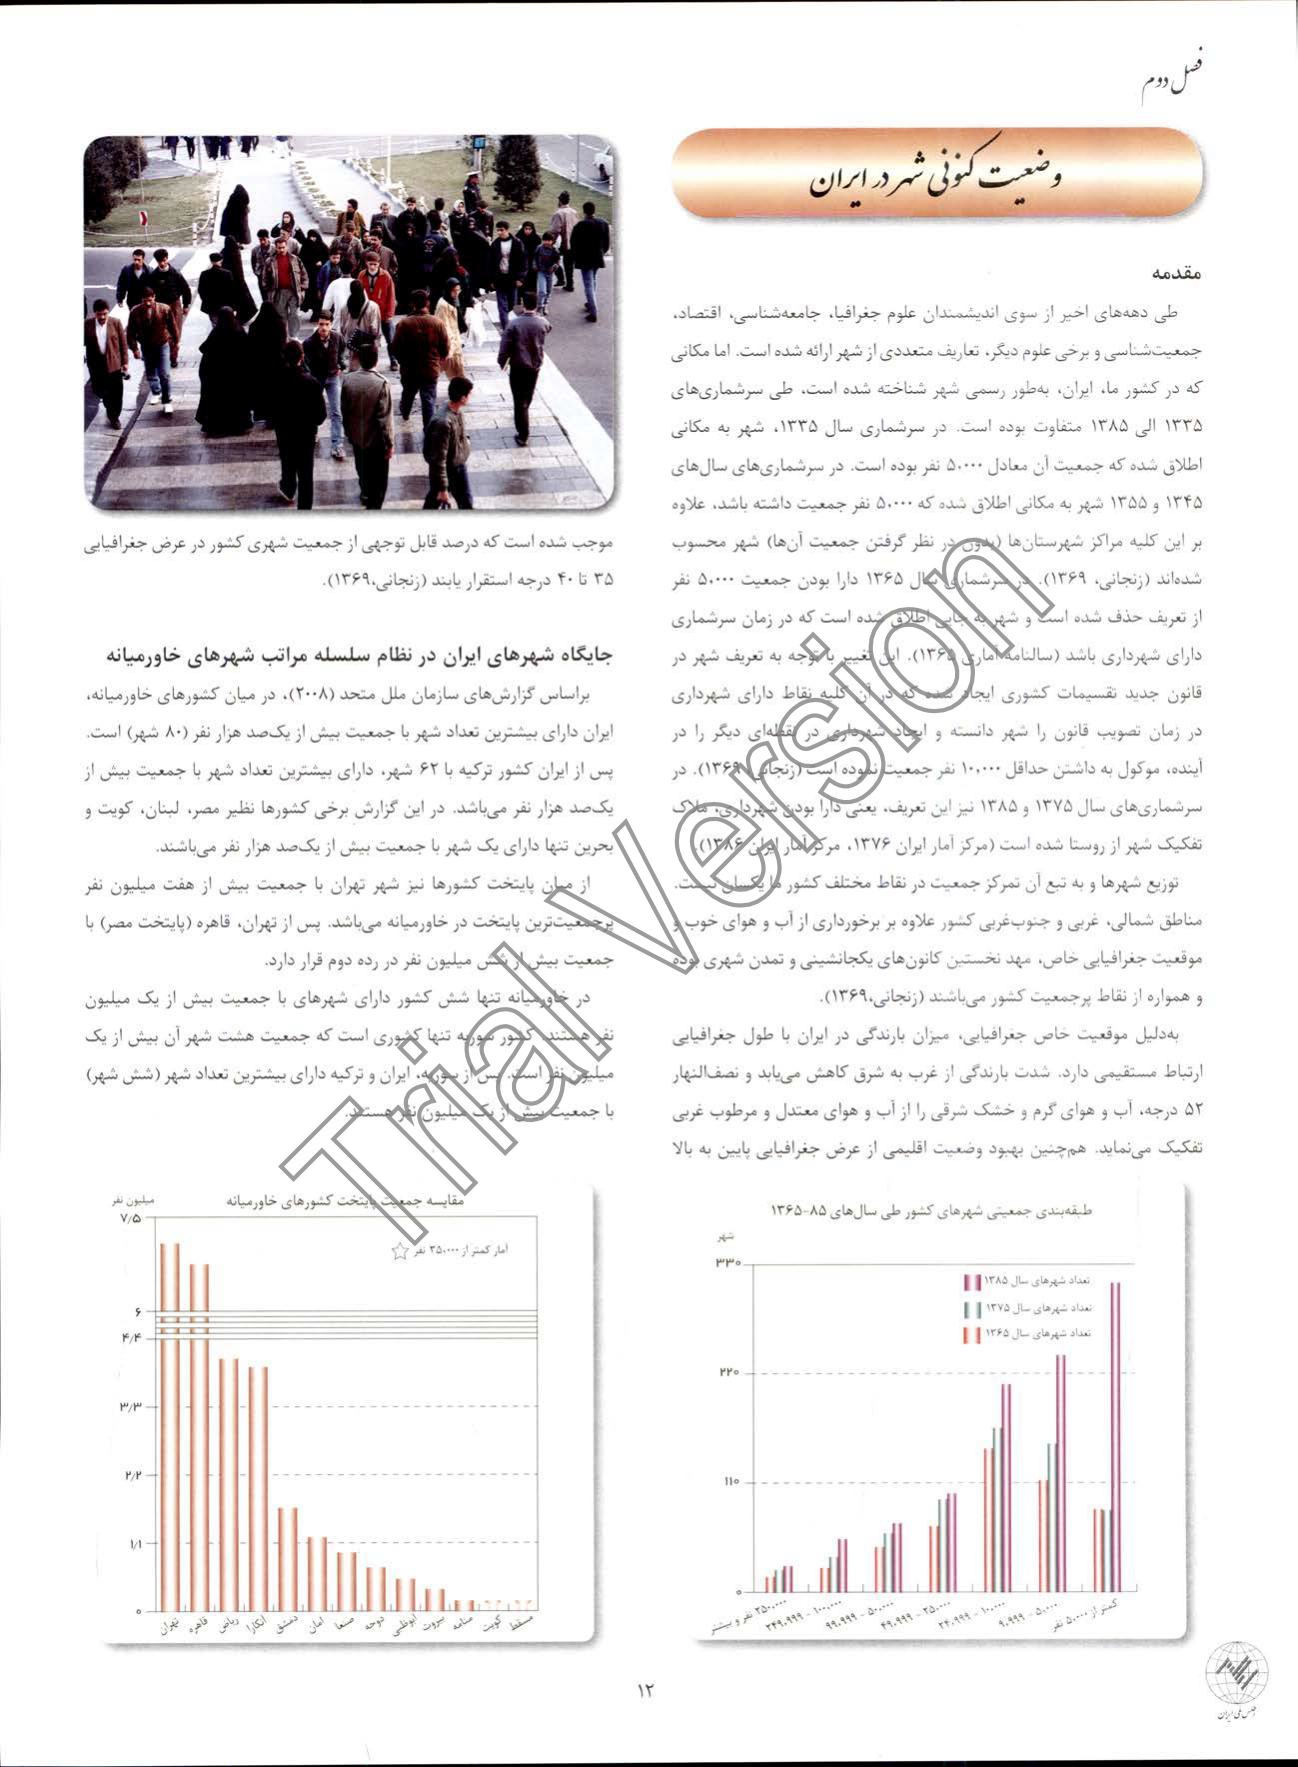 فصل دوم
وضعیت کنونی شهر در ایران
مقدمه
طی دهه‌های اخیر از سوی اندیشمندان علوم جغرافیا، جامعه‌شناسی، اقتصاد،
جمعیت‌شناسی و برخی علوم دیگر، تعاریف متعددی از شهر ارائه شده است. اما مکانی
که در کشور ما، ایران، به‌طور رسمی شهر شناخته شده است، طی سرشماری‌های
۱۳۳۵ الی ۱۳۸۵ متفاوت بوده است. در سرشماری سال ۱۳۳۵، شهر به مکانی
اطلاق شده که جمعیت آن معادل ۵۰۰۰۰ نفر بوده است. در سرشماری‌های سال‌های
۱۳۴۵ و ۱۳۵۵ شهر به مکانی اطلاق شده که ۵۰۰۰۰ نفر جمعیت داشته باشد، علاوه
بر این کلیه مراکز شهرستان‌ها (بدون در نظر گرفتن جمعیت آن‌ها) شهر محسوب
شده‌اند (زنجانی، ۱۳۶۹). در سرشماری سال ۱۳۶۵ دارا بودن جمعیت ۵۰۰۰۰ نفر
از تعریف حذف شده است و شهر به جایی اطلاق شده است که در زمان سرشماری
دارای شهرداری باشد (سالنامه آماری ۱۳۶۵). این تغییر با توجه به تعریف شهر در
قانون جدید تقسیمات کشوری ایجاد شده که در آن کلیه نقاط دارای شهرداری
در زمان تصویب قانون را شهر دانسته و ایجاد شهرداری در نقطه‌ای دیگر را در
آینده، موکول به داشتن حداقل ۱۰,۰۰۰ نفر جمعیت نموده است (زنجانی، ۱۳۶۹). در
سرشماری‌های سال ۱۳۷۵ و ۱۳۸۵ نیز این تعریف، یعنی دارا بودن شهرداری، ملاک
تفکیک شهر از روستا شده است (مرکز آمار ایران ۱۳۷۶، مرکز آمار ایران ۱۳۸۶).
توزیع شهرها و به تبع آن تمرکز جمعیت در نقاط مختلف کشور ما یکسان نیست.
مناطق شمالی، غربی و جنوب‌غربی کشور علاوه بر برخورداری از آب و هوای خوب و
موقعیت جغرافیایی خاص، مهد نخستین کانون‌های یکجانشینی و تمدن شهری بوده
و همواره از نقاط پرجمعیت کشور می‌باشند (زنجانی،۱۳۶۹).
به‌دلیل موقعیت خاص جغرافیایی، میزان بارندگی در ایران با طول جغرافیایی
ارتباط مستقیمی دارد. شدت بارندگی از غرب به شرق کاهش می‌یابد و نصف‌النهار
۵۲ درجه، آب و هوای گرم و خشک شرقی را از آب و هوای معتدل و مرطوب غربی
تفکیک می‌نماید. هم‌چنین بهبود وضعیت اقلیمی از عرض جغرافیایی پایین به بالا
موجب شده است که درصد قابل توجهی از جمعیت شهری کشور در عرض جغرافیایی
۳۵ تا ۴۰ درجه استقرار یابند (زنجانی،۱۳۶۹).
جایگاه شهرهای ایران در نظام سلسله مراتب شهرهای خاورمیانه
براساس گزارش‌های سازمان ملل متحد (۲۰۰۸)، در میان کشورهای خاورمیانه،
ایران دارای بیشترین تعداد شهر با جمعیت بیش از یک‌صد هزار نفر (۸۰ شهر) است.
پس از ایران کشور ترکیه با ۶۲ شهر، دارای بیشترین تعداد شهر با جمعیت بیش از
یک‌صد هزار نفر می‌باشد. در این گزارش برخی کشورها نظیر مصر، لبنان، کویت و
بحرین تنها دارای یک شهر با جمعیت بیش از یک‌صد هزار نفر می‌باشند.
از میان پایتخت کشورها نیز شهر تهران با جمعیت بیش از هفت میلیون نفر
پرجمعیت‌ترین پایتخت در خاورمیانه می‌باشد. پس از تهران، قاهره (پایتخت مصر) با
جمعیت بیش از شش میلیون نفر در رده دوم قرار دارد.
در خاورمیانه تنها شش کشور دارای شهرهای با جمعیت بیش از یک میلیون
نفر هستند. کشور سوریه تنها کشوری است که جمعیت هشت شهر آن بیش از یک
میلیون نفر است. پس از سوریه، ایران و ترکیه دارای بیشترین تعداد شهر (شش شهر)
با جمعیت بیش از یک میلیون نفر هستند.
طبقه‌بندی جمعیتی شهرهای کشور طی سال‌های ۸۵-۱۳۶۵
شهر
۳۳۰
تعداد شهرهای سال ۱۳۸۵
تعداد شهرهای سال ۱۳۷۵
تعداد شهرهای سال ۱۳۶۵
۲۲۰
۱۱۰
۰
۲۵۰,۰۰۰ نفر و بیشتر
۱۰۰,۰۰۰ - ۲۴۹,۹۹۹
۵۰,۰۰۰ - ۹۹,۹۹۹
۲۵,۰۰۰ - ۴۹,۹۹۹
۱۰,۰۰۰ - ۲۴,۹۹۹
۵,۰۰۰ - ۹,۹۹۹
کمتر از ۵,۰۰۰ نفر
مقایسه جمعیت پایتخت کشورهای خاورمیانه
میلیون نفر
۷/۵
آمار کمتر از ۳۵۰,۰۰۰ نفر
۶
۴/۴
۳/۳
۲/۲
۱/۱
۰
تهران
قاهره
ریاض
آنکارا
دمشق
امان
صنعا
دوحه
ابوظبی
بیروت
منامه
کویت
مسقط
۱۲
اطلس ملی ایران
Trial Version